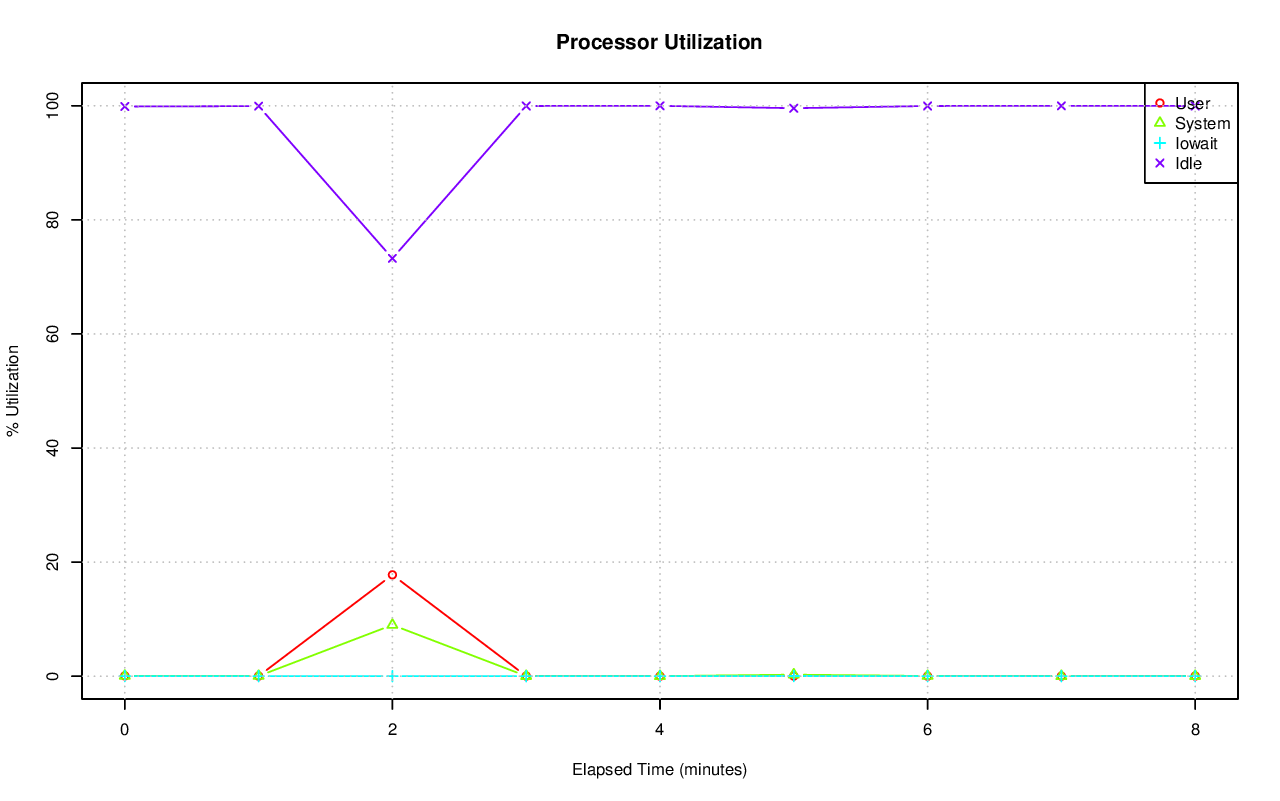 Processor Utilization
% Utilization
100
80
60
40
20
0
User
System
Iowait
Idle
0 2 4 6 8
Elapsed Time (minutes)